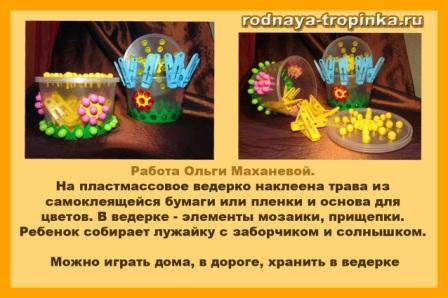 rodnaya-tropinka.ru
Работа Ольги Маханевой.
На пластмассовое ведерко наклеена трава из
самоклеящейся бумаги или пленки и основа для
цветов. В ведерке - элементы мозаики, прищепки.
Ребенок собирает лужайку с заборчиком и солнышком.
Можно играть дома, в дороге, хранить в ведерке